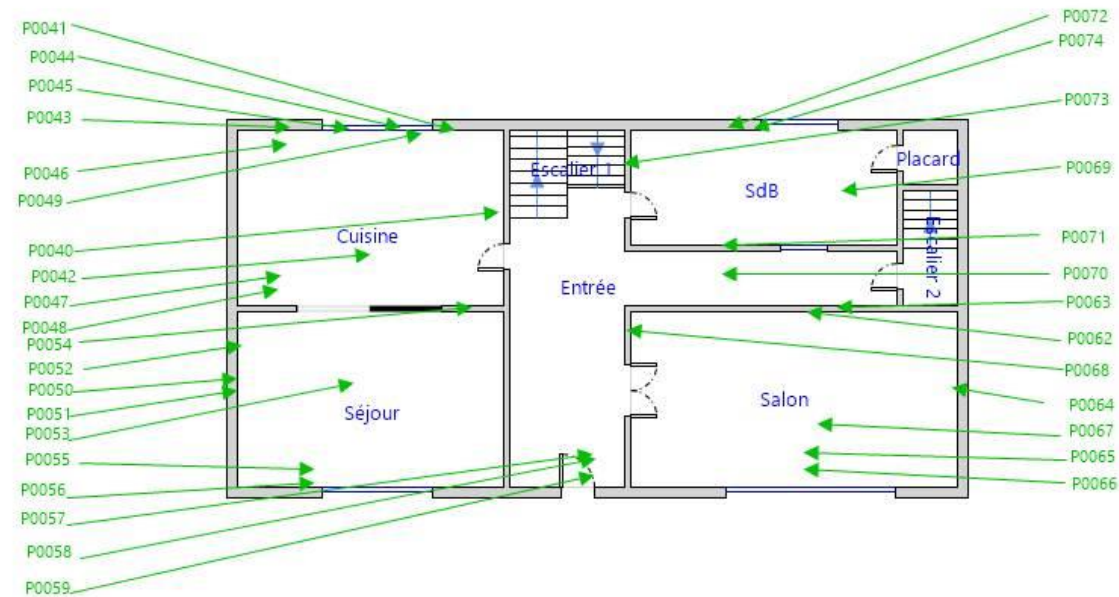 P0041
P0044
P0045
P0043
P0046
P0049
P0040
P0042
P0047
P0048
P0054
P0052
P0050
P0051
P0053
P0055
P0056
P0057
P0058
P0059
Escalier 1
Cuisine
Séjour
Entrée
SdB
Placard
Escalier 2
Salon
P0072
P0074
P0073
P0069
P0071
P0070
P0063
P0062
P0068
P0064
P0067
P0065
P0066